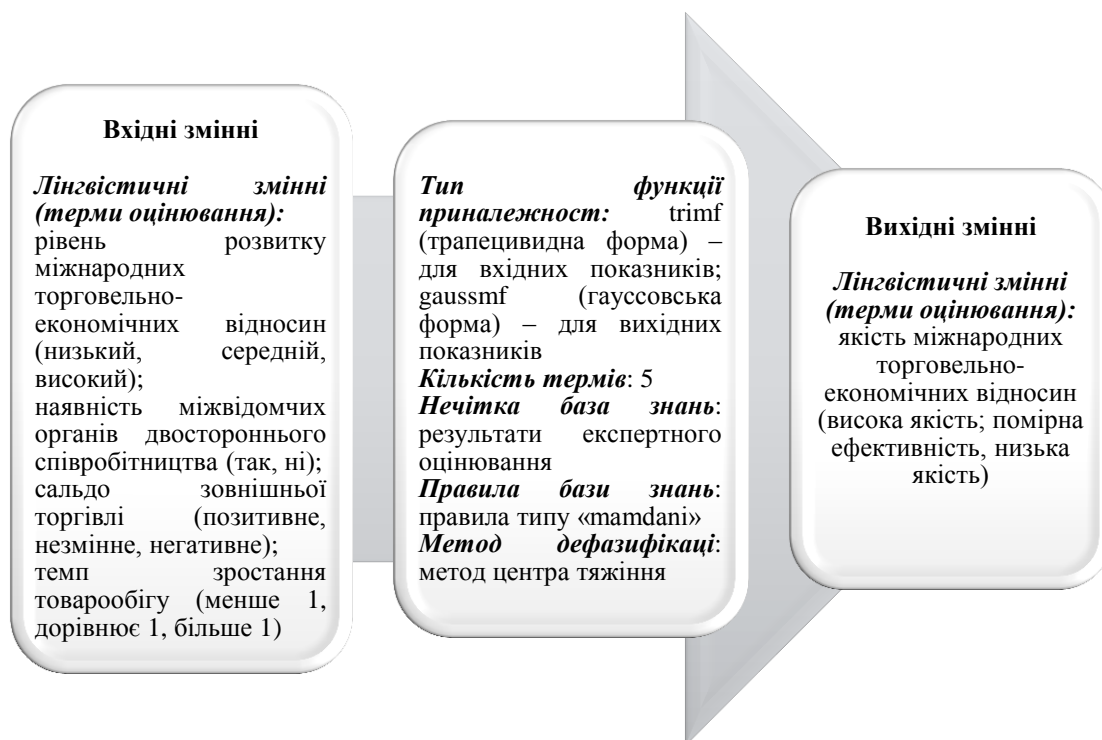 Вхідні змінні
Лінгвістичні змінні
(терми оцінювання):
рівень розвитку
міжнародних
торговельно-
економічних відносин
(низький, середній,
високий);
наявність міжвідомчих
органів двостороннього
співробітництва (так, ні);
сальдо зовнішньої
торгівлі (позитивне,
незмінне, негативне);
темп зростання
товарообігу (менше 1,
дорівнює 1, більше 1)
Тип функції
приналежност: trimf
(трапецивидна форма) –
для вхідних показників;
gaussmf (гауссовська
форма) – для вихідних
показників
Кількість термів: 5
Нечітка база знань:
результати експертного
оцінювання
Правила бази знань:
правила типу «mamdani»
Метод дефазифікаці:
метод центра тяжіння
Вихідні змінні
Лінгвістичні змінні
(терми оцінювання):
якість міжнародних
торговельно-
економічних відносин
(висока якість; помірна
ефективність, низька
якість)